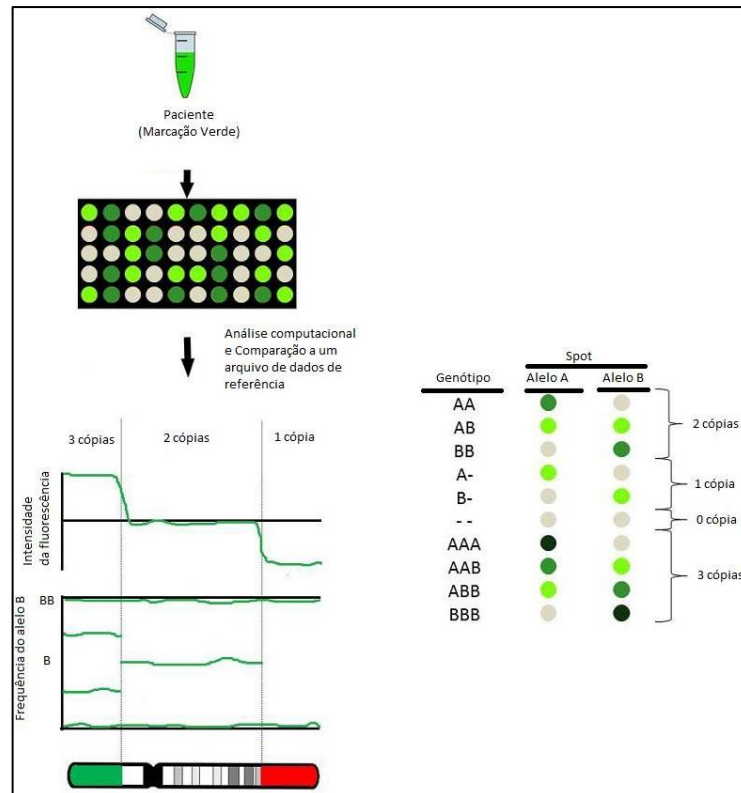 Paciente
(Marcação Verde)
Análise computacional
e Comparação a um
arquivo de dados de
referência
3 cópias
2 cópias
1 cópia
Intensidade
da fluorescência
Frequência do alelo B
BB
B
Spot
Genótipo
Alelo A
Alelo B
AA
AB
BB
A-
B-
- -
AAA
AAB
ABB
BBB
2 cópias
1 cópia
0 cópia
3 cópias